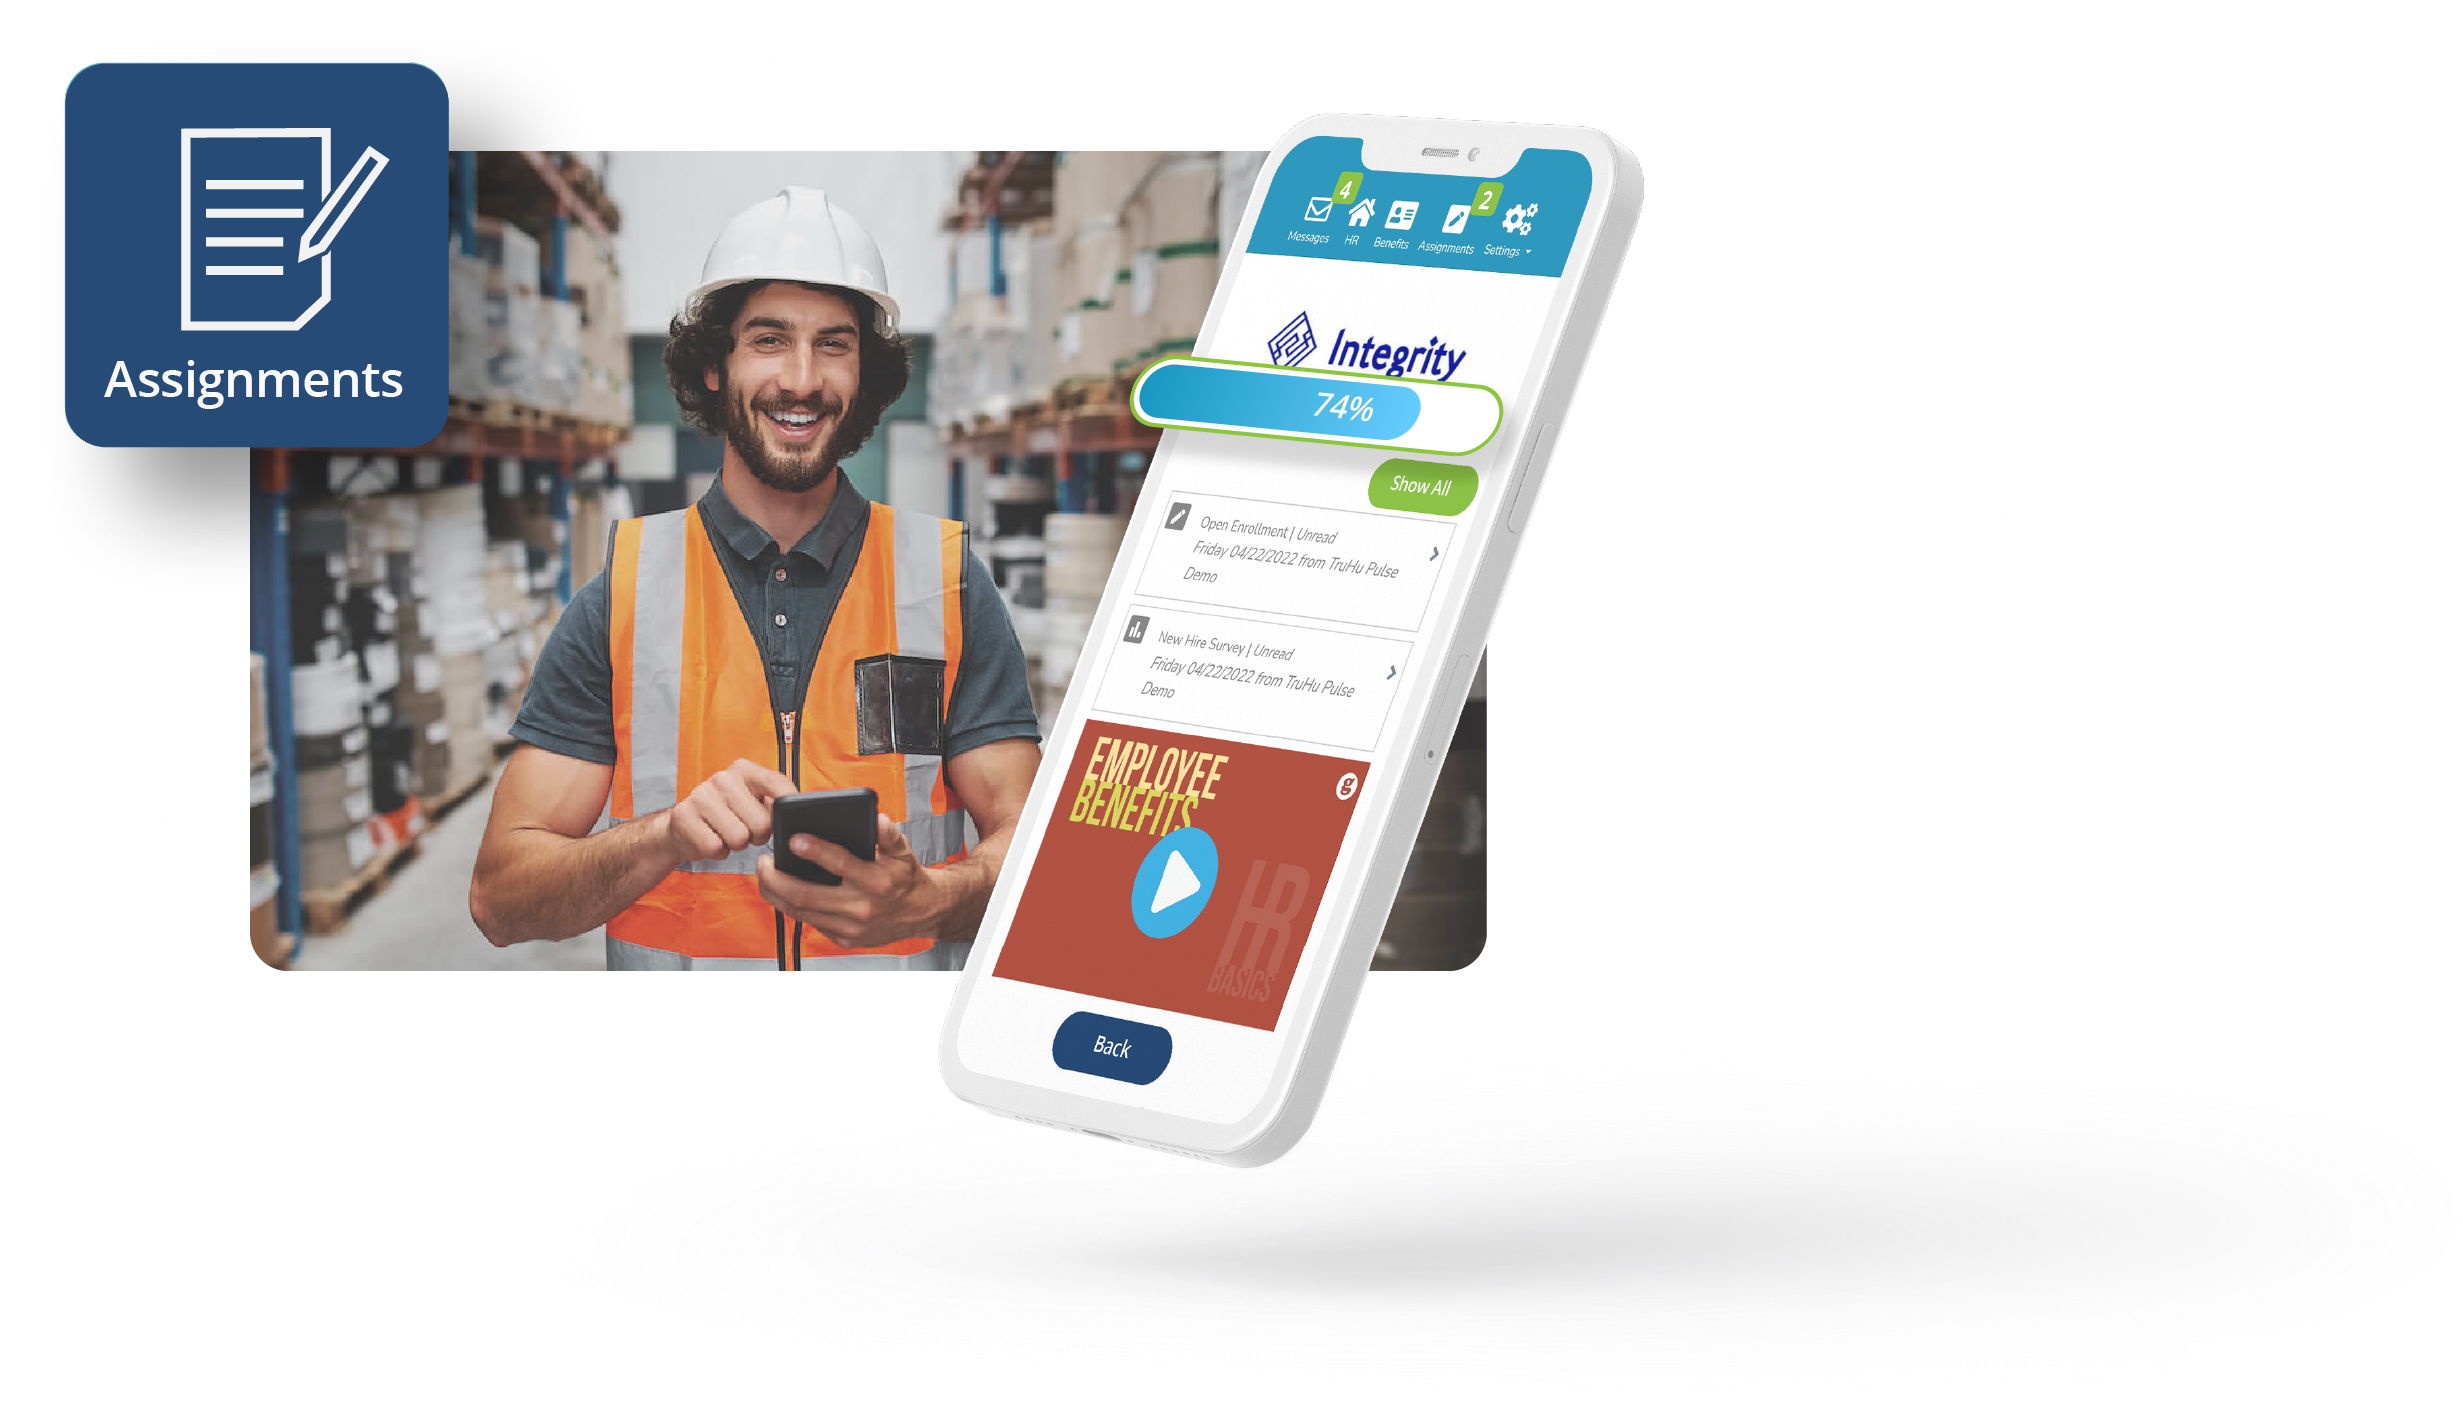 Assignments
4
2
Messages HR Benefits Assignments Settings
Integrity
74%
Show All
Open Enrollment | Unread
Friday 04/22/2022 from TruHu Pulse
Demo
New Hire Survey | Unread
Friday 04/22/2022 from TruHu Pulse
Demo
EMPLOYEE
BENEFITS
g
HR
BASICS
Back